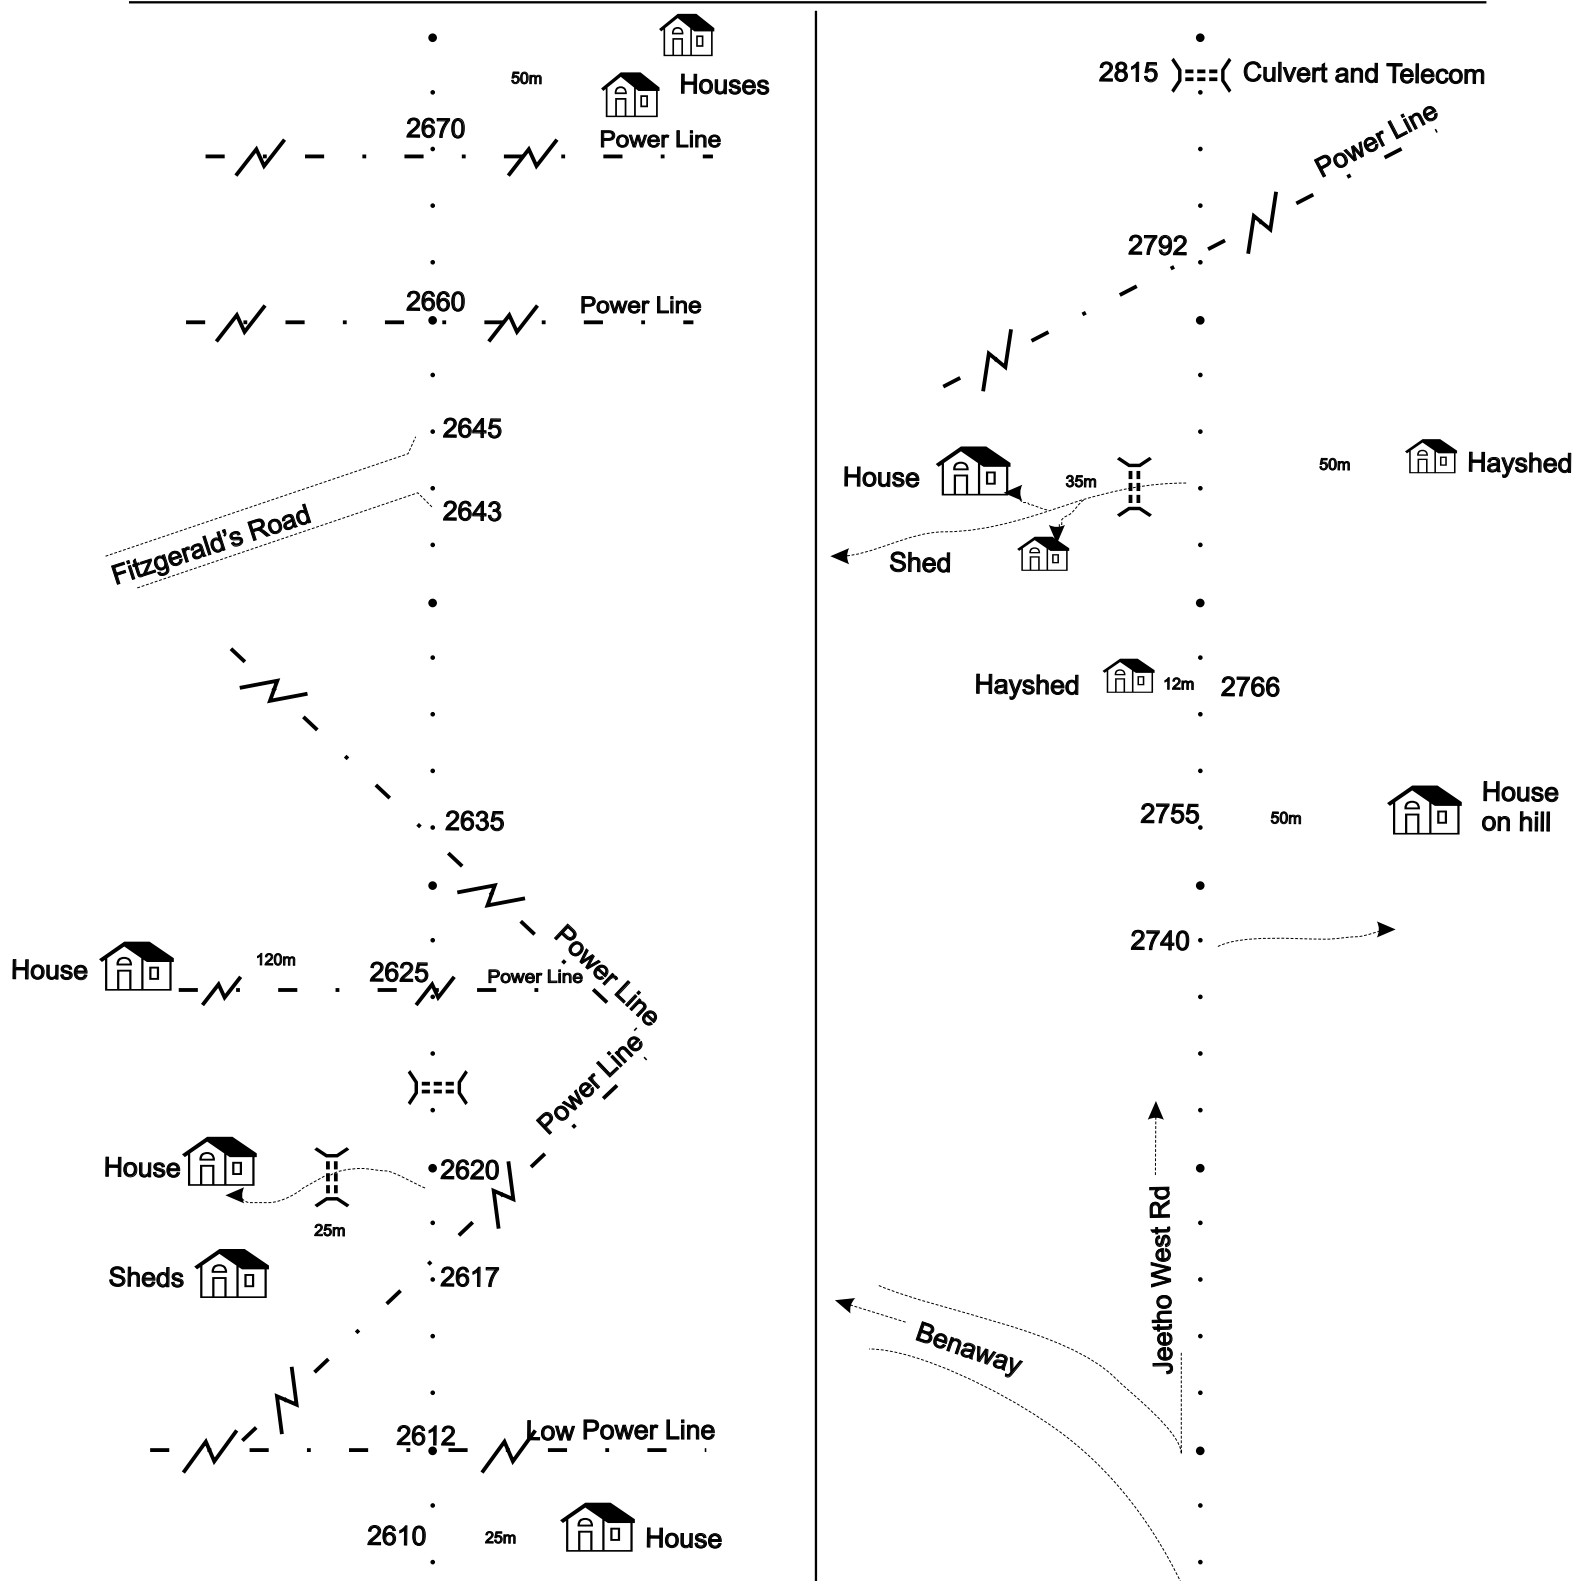 50m
Houses
2670
Power Line
2660
Power Line
2645
2643
Fitzgerald's Road
2635
Power Line
House
120m
2625
Power Line
Power Line
House
2620
25m
Sheds
2617
2612
Low Power Line
2610
25m
House
2815
Culvert and Telecom
Power Line
2792
House
35m
50m
Hayshed
Shed
Hayshed
12m
2766
2755
50m
House
on hill
2740
Jeetho West Rd
Benaway